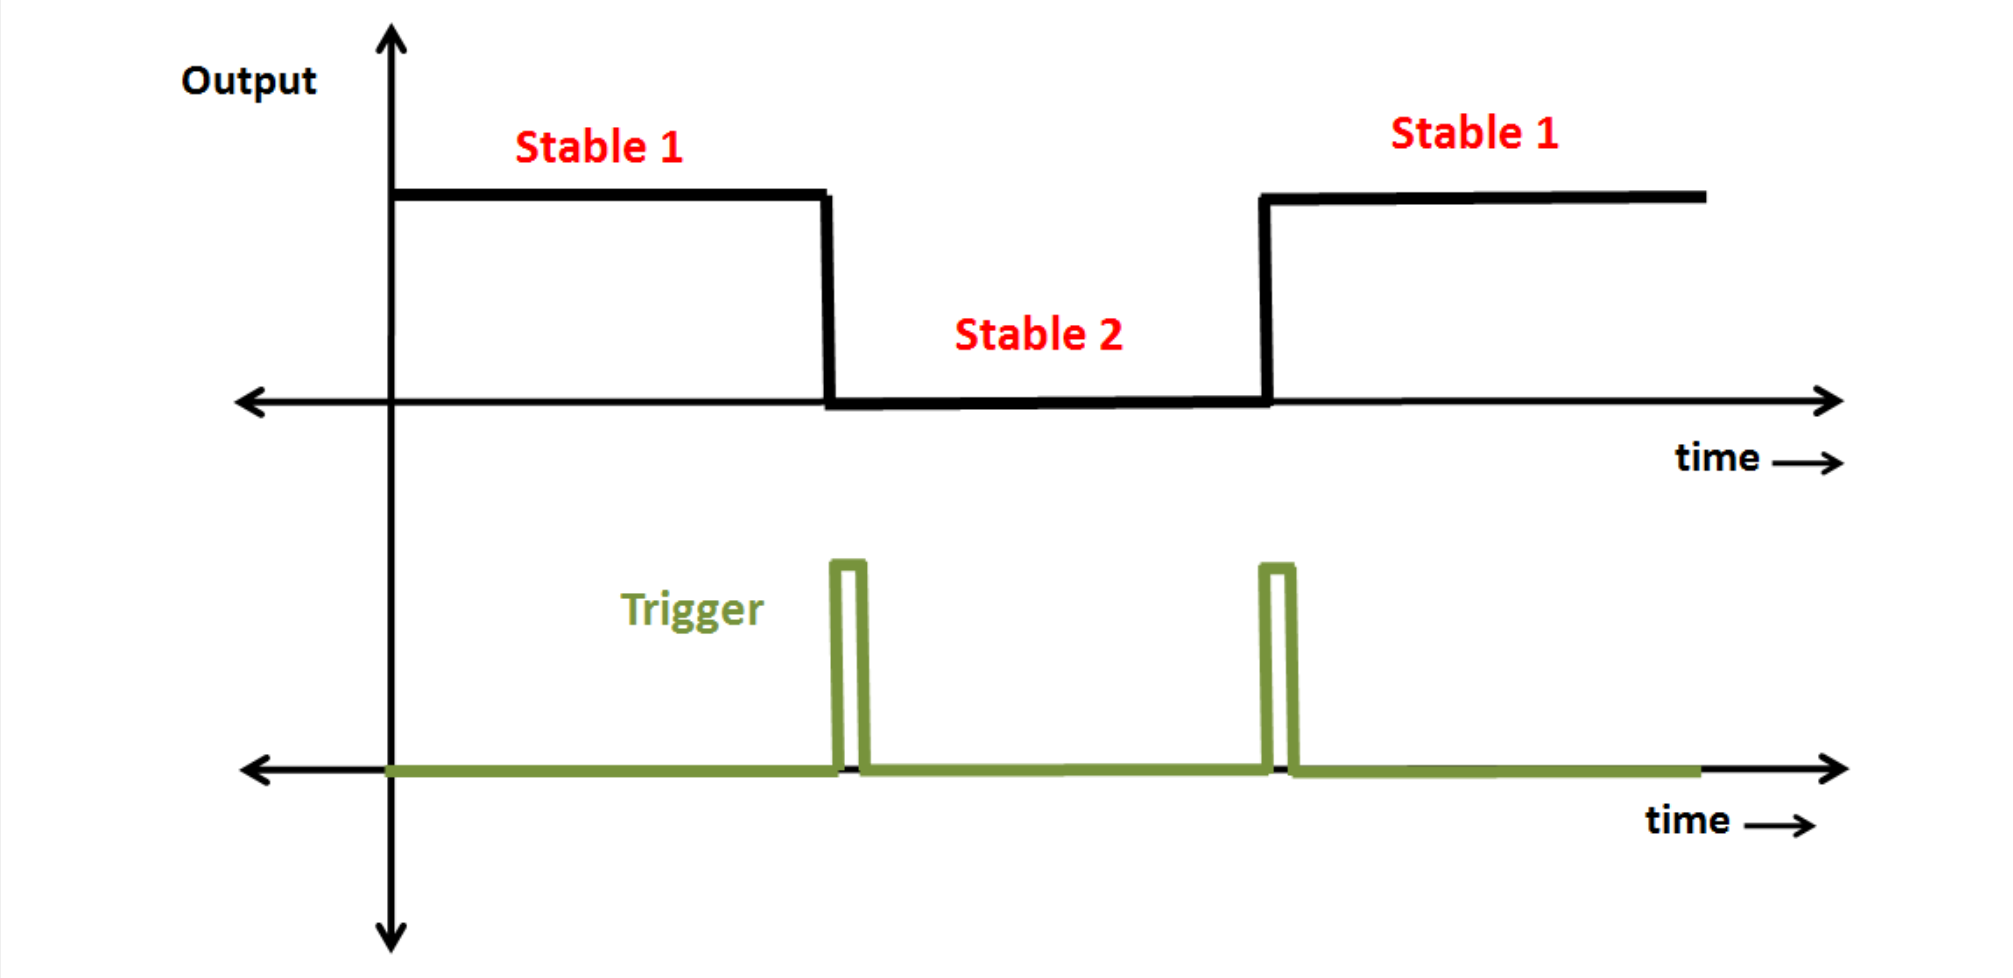 Output
Stable 1
Stable 1
Stable 2
time
Trigger
time